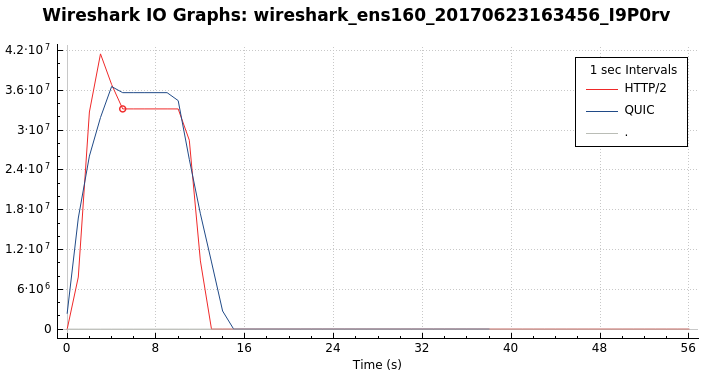 Wireshark IO Graphs: wireshark_ens160_20170623163456_I9P0rv
4.2·10⁷
3.6·10⁷
3·10⁷
2.4·10⁷
1.8·10⁷
1.2·10⁷
6·10⁶
0
1 sec Intervals
HTTP/2
QUIC
.
0 8 16 24 32 40 48 56
Time (s)